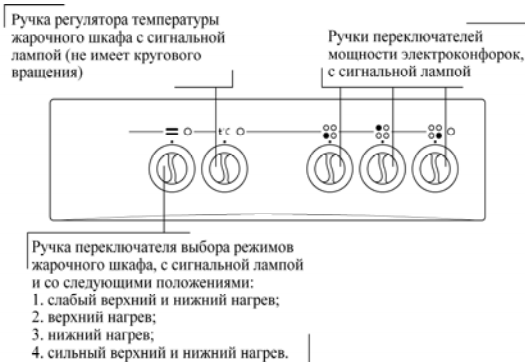 Ручка регулятора температуры
жарочного шкафа с сигнальной
лампой (не имеет кругового
вращения)
Ручки переключателей
мощности электроконфорок,
с сигнальной лампой
t°C
Ручка переключателя выбора режимов
жарочного шкафа, с сигнальной лампой
и со следующими положениями:
1. слабый верхний и нижний нагрев;
2. верхний нагрев;
3. нижний нагрев;
4. сильный верхний и нижний нагрев.